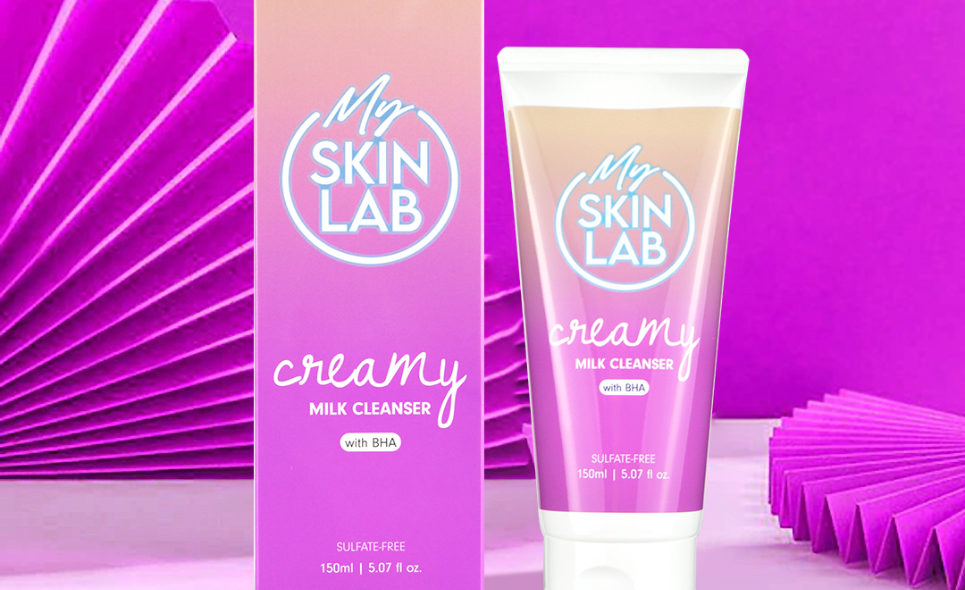 My
SKIN
LAB
creamy
MILK CLEANSER
with BHA
SULFATE-FREE
150ml | 5.07 fl oz.
My
SKIN
LAB
creamy
MILK CLEANSER
with BHA
SULFATE-FREE
150ml | 5.07 fl oz.